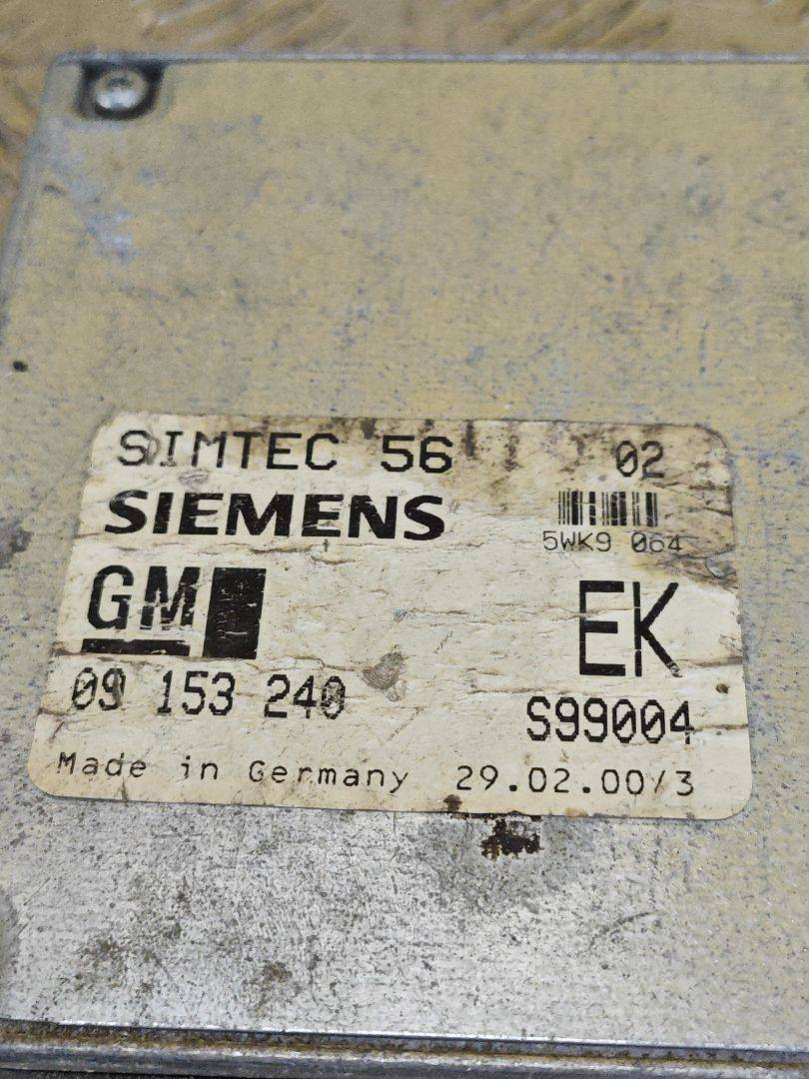 SIMTEC 56 02
SIEMENS
5WK9 064
GM EK
09 153 240 S99004
Made in Germany 29.02.00/3